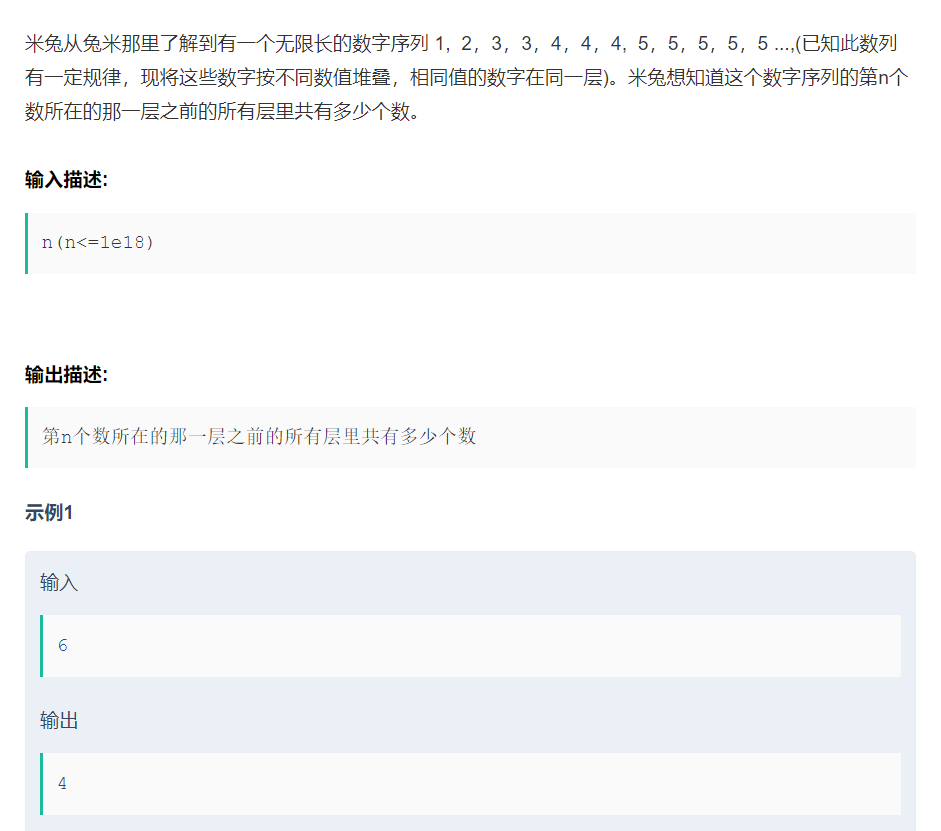 米兔从兔米那里了解到有一个无限长的数字序列 1, 2, 3, 3, 4, 4, 4, 5, 5, 5, 5, 5 ...,(已知此数列
有一定规律，现将这些数字按不同数值堆叠，相同值的数字在同一层)。米兔想知道这个数字序列的第n个
数所在的那一层之前的所有层里共有多少个数。
输入描述:
n(n<=1e18)
输出描述:
第n个数所在的那一层之前的所有层里共有多少个数
示例1
输入
6
输出
4